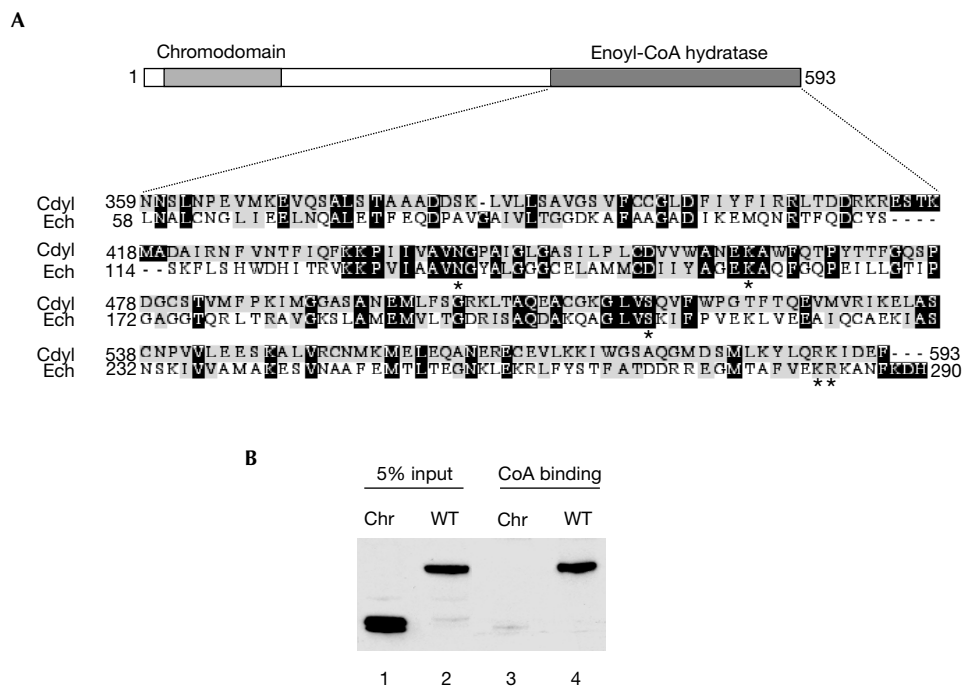 A
Chromodomain Enoyl-CoA hydratase
1 593
Cdyl 359 NNSLNPEVMKEVQSALSTAAADDSK-LVLLSAVGSVFCCGLDFIYFIRRLTDDRKRESTK
Ech 58 LNALCNGLIEELNQALETFEQDPAVGAIVLTGGDKAFAAGADIKEMQNRTFQDCYS----
Cdyl 418 MADAIRNFVNTFIQFKKPIIVAVNGPAIGLGASILPLCDVVWANEKAWFQTPYTTFGQSP
Ech 114 --SKFLSHWDHITRVKKPVIAAVNGYALGGGCELAMMCDIIYAGEKAQFGQPEILLGTIP
* *
Cdyl 478 DGCSTVMFPKIMGGASANEMLFSGRKLTAQEACGKGLVSQVFWPGTFTQEVMVRIKELAS
Ech 172 GAGGTQRLTRAVGKSLAMEMVLTGDRISAQDAKQAGLVSKIFPVEKLVEEAIQCAEKIAS
*
Cdyl 538 CNPVVLEESKALVRCNMKMELEQANERECEVLKKIWGSAQGMDSMLKYLQRKIDEF--- 593
Ech 232 NSKIVVAMAKESVNAAFEMTLTEGNKLEKRLFYSTFATDDRREGMTAFVEKRKANFKDH 290
* *
B
5% input CoA binding
Chr WT Chr WT
1 2 3 4